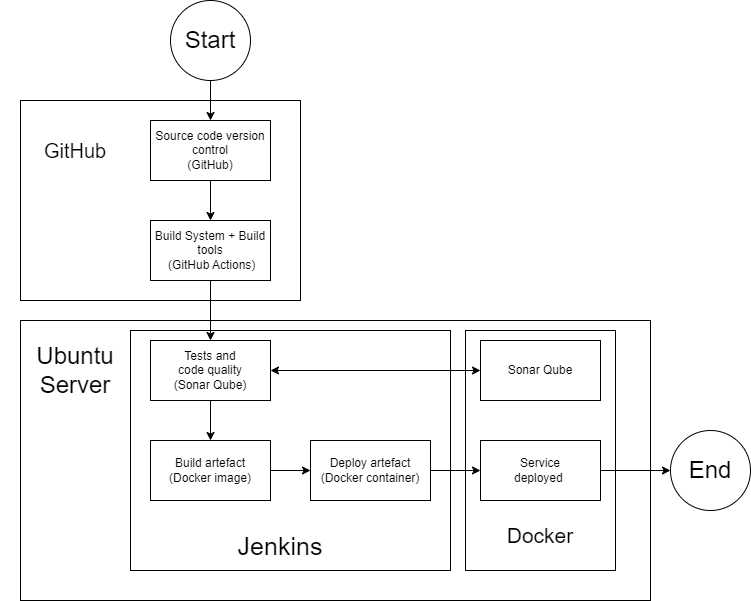 Start
GitHub
Source code version
control
(GitHub)
Build System + Build
tools
(GitHub Actions)
Ubuntu
Server
Tests and
code quality
(Sonar Qube)
Sonar Qube
Build artefact
(Docker image)
Deploy artefact
(Docker container)
Service
deployed
End
Jenkins
Docker